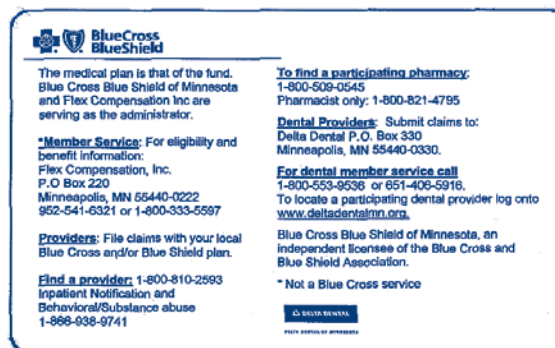 BlueCross
BlueShield
The medical plan is that of the fund.
Blue Cross Blue Shield of Minnesota
and Flex Compensation Inc are
serving as the administrator.
*Member Service: For eligibility and
benefit information:
Flex Compensation, Inc.
P.O Box 220
Minneapolis, MN 55440-0222
952-541-6321 or 1-800-333-5597
Providers: File claims with your local
Blue Cross and/or Blue Shield plan.
Find a provider: 1-800-810-2593
Inpatient Notification and
Behavioral/Substance abuse
1-866-938-9741
To find a participating pharmacy:
1-800-509-0545
Pharmacist only: 1-800-821-4795
Dental Providers: Submit claims to:
Delta Dental P.O. Box 330
Minneapolis, MN 55440-0330.
For dental member service call
1-800-553-9536 or 651-406-5916.
To locate a participating dental provider log onto
www.deltadentalmn.org.
Blue Cross Blue Shield of Minnesota, an
independent licensee of the Blue Cross and
Blue Shield Association.
* Not a Blue Cross service
DELTA DENTAL
DELTA DENTAL OF MINNESOTA